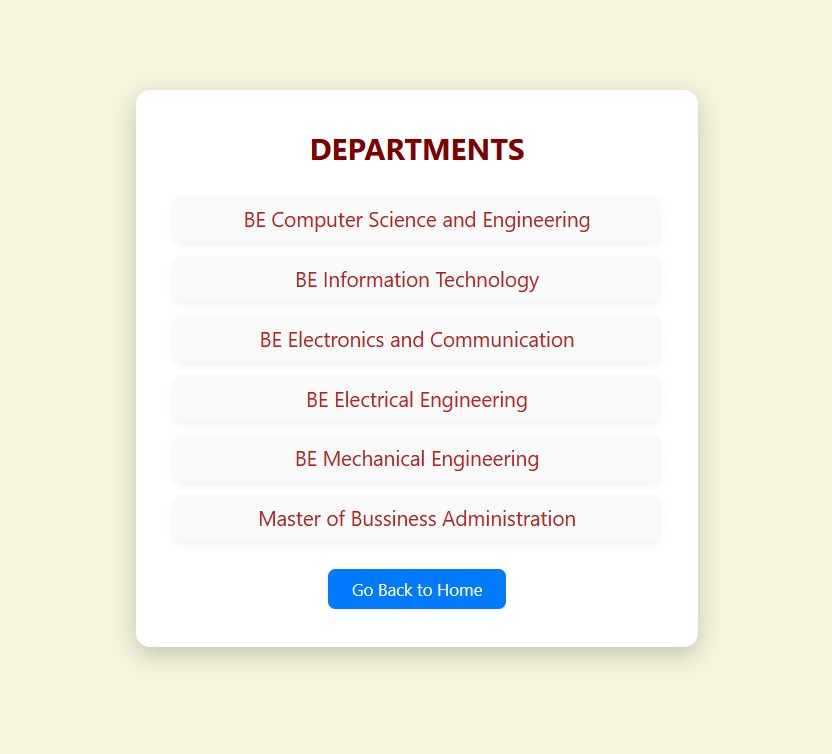 DEPARTMENTS
BE Computer Science and Engineering
BE Information Technology
BE Electronics and Communication
BE Electrical Engineering
BE Mechanical Engineering
Master of Bussiness Administration
Go Back to Home